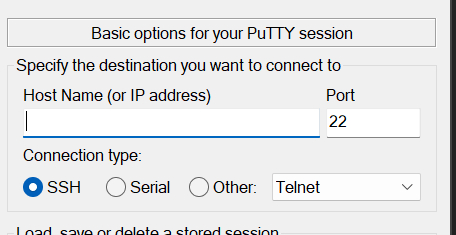 Basic options for your PuTTY session
Specify the destination you want to connect to
Host Name (or IP address) Port
22
Connection type:
SSH Serial Other: Telnet
Load, save or delete a stored session